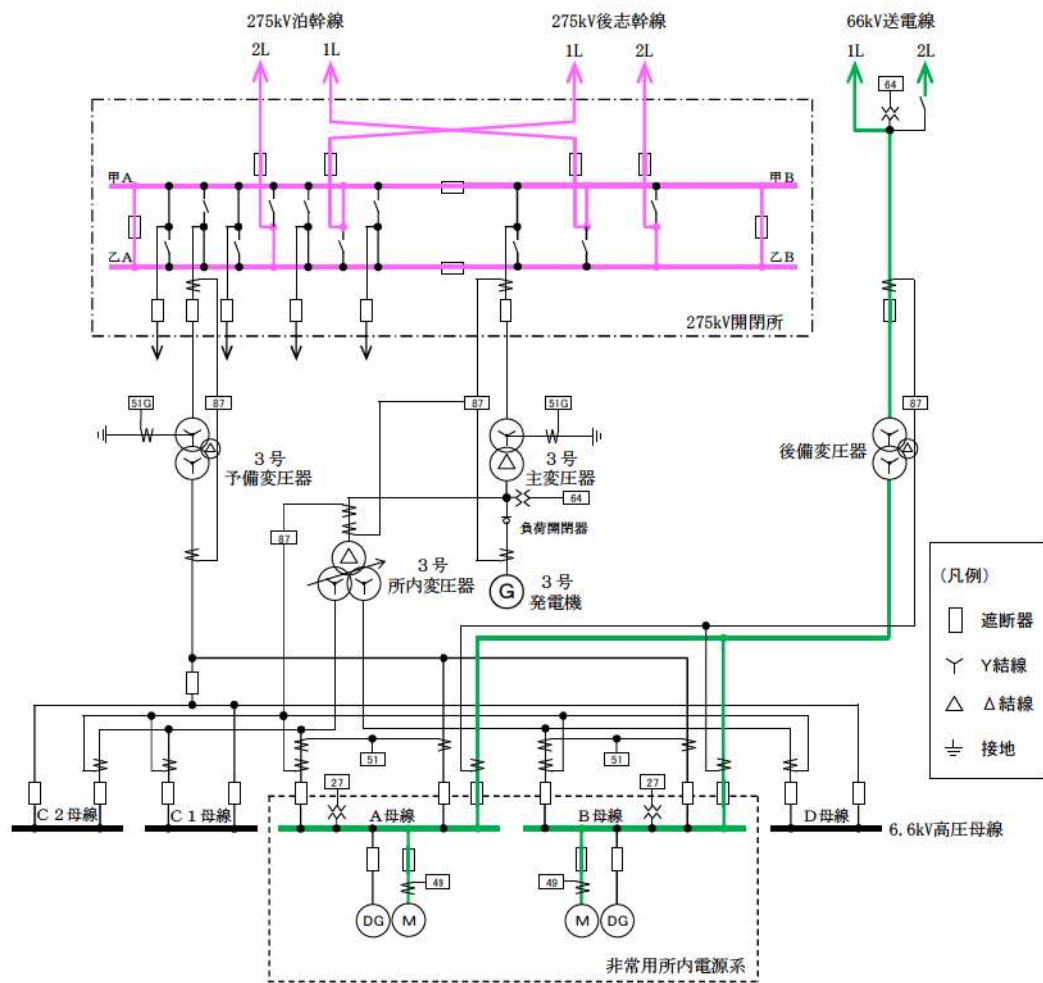 275kV泊幹線 275kV後志幹線 66kV送電線
2L 1L 1L 2L 1L 2L
64
甲A 甲B
乙A 乙B
275kV開閉所
51G 87 87 51G 87
3号
予備変圧器
3号
主変圧器
後備変圧器
64
87
負荷開閉器
3号
所内変圧器
G
3号
発電機
(凡例)
遮断器
Y結線
Δ結線
接地
51 51
27 27
C2母線 C1母線 A母線 B母線 D母線
6.6kV高圧母線
49 49
DG M M DG
非常用所内電源系